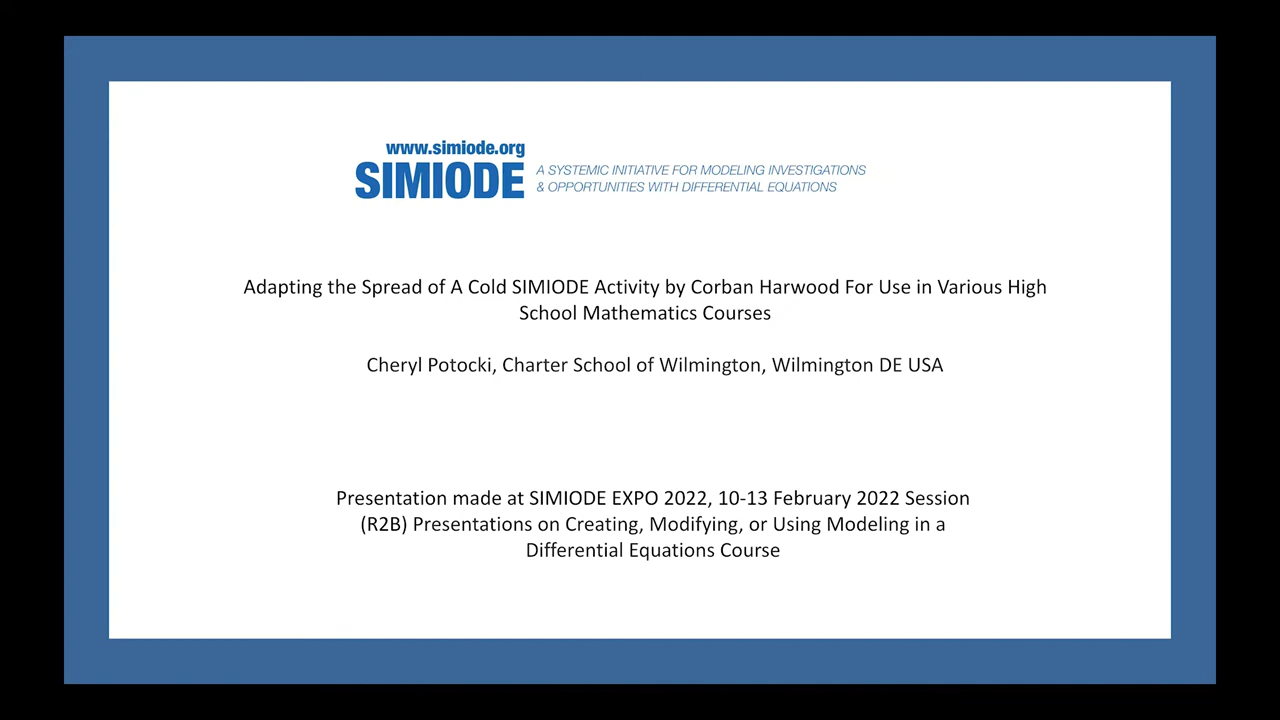 www.simiode.org
SIMIODE
A SYSTEMIC INITIATIVE FOR MODELING INVESTIGATIONS
& OPPORTUNITIES WITH DIFFERENTIAL EQUATIONS
Adapting the Spread of A Cold SIMIODE Activity by Corban Harwood For Use in Various High
School Mathematics Courses
Cheryl Potocki, Charter School of Wilmington, Wilmington DE USA
Presentation made at SIMIODE EXPO 2022, 10-13 February 2022 Session
(R2B) Presentations on Creating, Modifying, or Using Modeling in a
Differential Equations Course